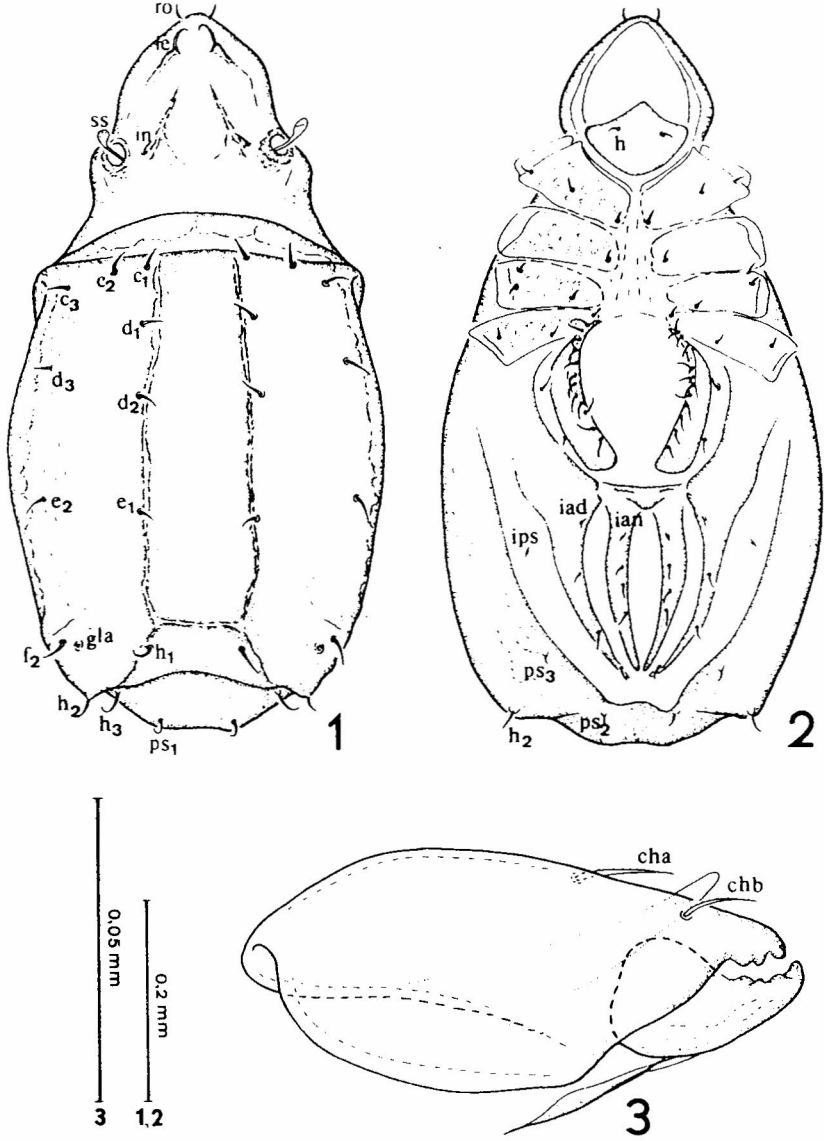 ro
le
ss
in
c₂
c₁
c₃
d₁
d₃
d₂
e₂
e₁
f₂
gla
h₁
h₂
h₃
ps₁
1
h
iad
ian
ips
ps₃
h₂
ps₂
2
cha
chb
0,05 mm
0,2 mm
3
1,2
3